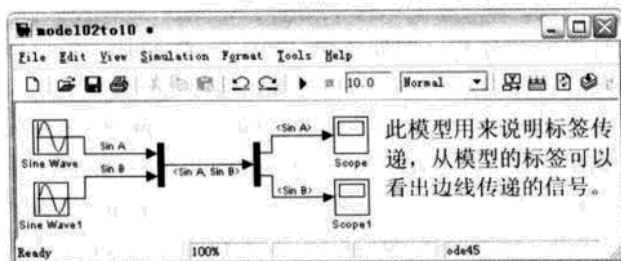 model02to10 *
File Edit View Simulation Format Tools Help
10.0 Normal
Sine Wave
Sin A
Sine Wave1
Sin B
<Sin A, Sin B>
<Sin A>
Scope
<Sin B>
Scope1
此模型用来说明标签传
递，从模型的标签可以
看出边线传递的信号。
Ready 100% ode45